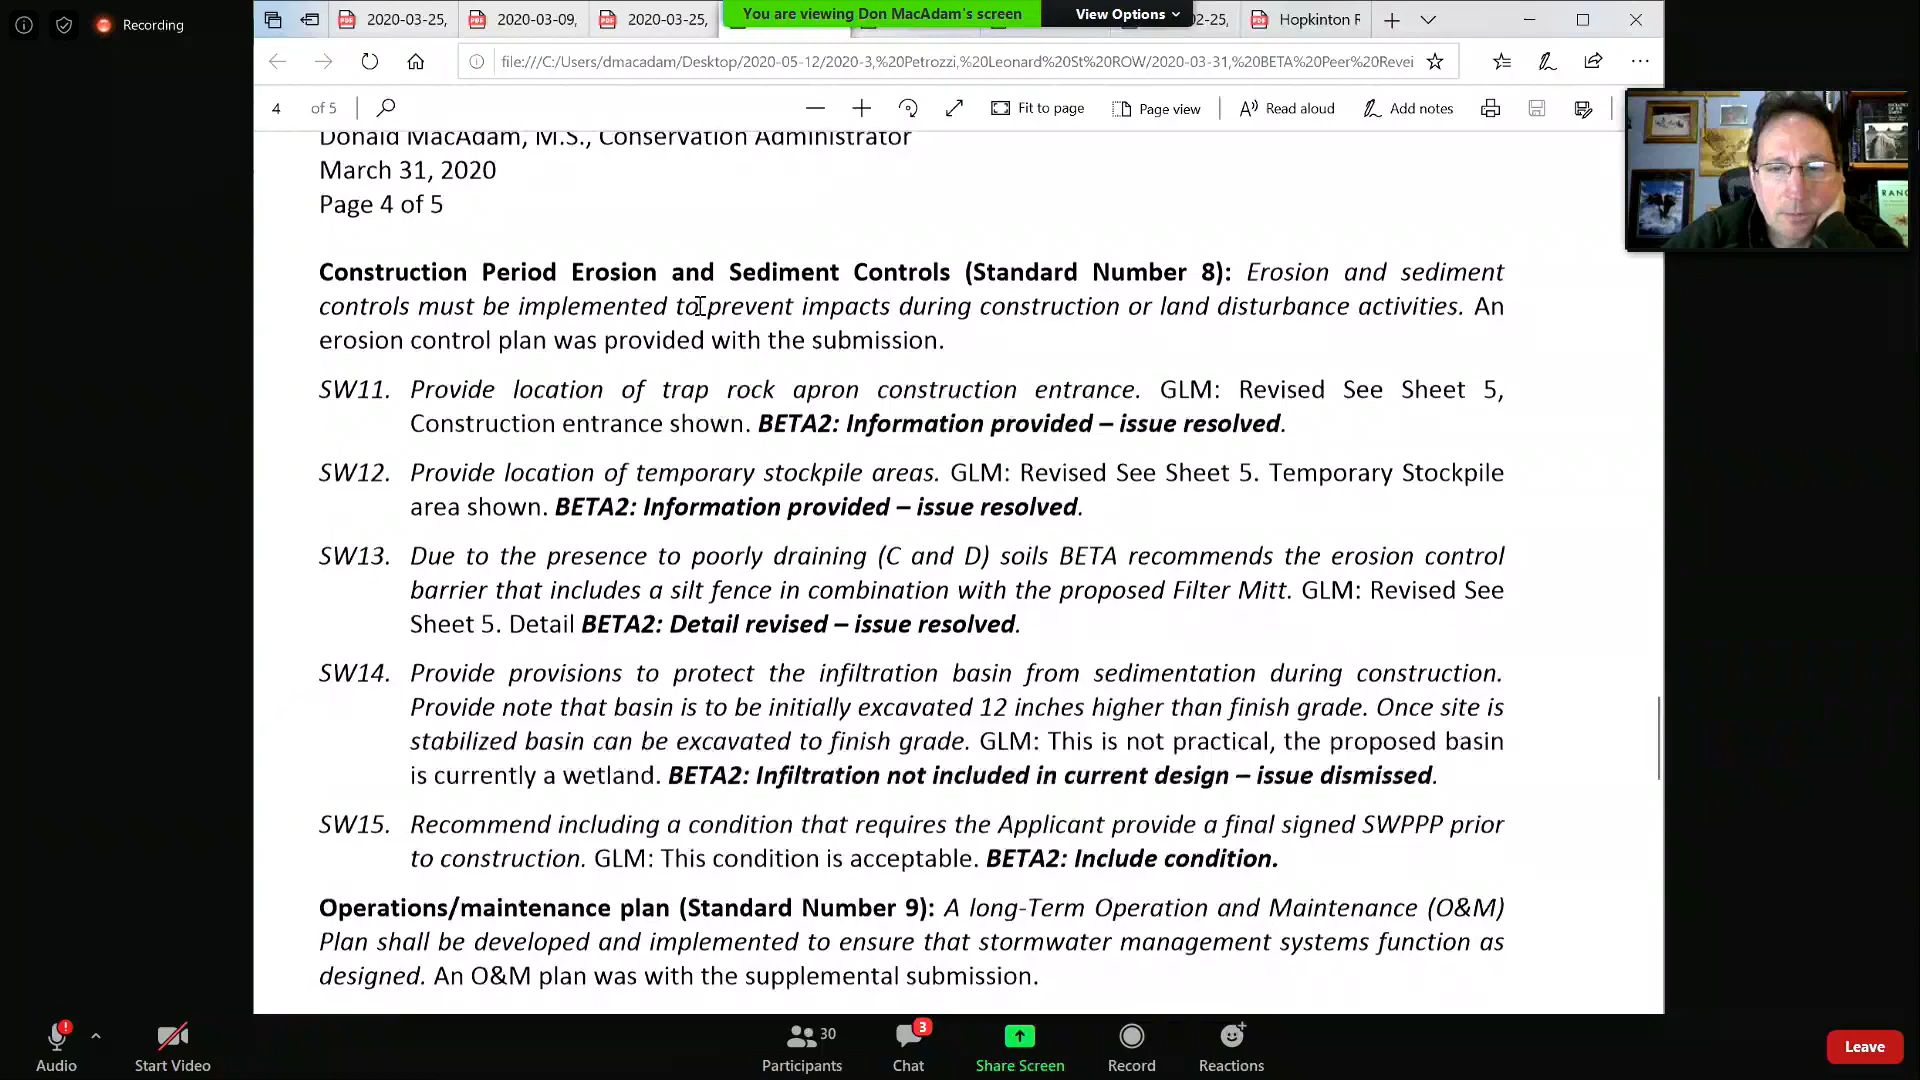 Recording
2020-03-25,
2020-03-09,
2020-03-25,
You are viewing Don MacAdam's screen
View Options
02-25,
Hopkinton R
file:///C:/Users/dmacadam/Desktop/2020-05-12/2020-3,%20Petrozzi,%20Leonard%20St%20ROW/2020-03-31,%20BETA%20Peer%20Revei
4 of 5
Fit to page
Page view
Read aloud
Add notes
Donald MacAdam, M.S., Conservation Administrator
March 31, 2020
Page 4 of 5
Construction Period Erosion and Sediment Controls (Standard Number 8): Erosion and sediment
controls must be implemented to prevent impacts during construction or land disturbance activities. An
erosion control plan was provided with the submission.
SW11. Provide location of trap rock apron construction entrance. GLM: Revised See Sheet 5,
Construction entrance shown. BETA2: Information provided – issue resolved.
SW12. Provide location of temporary stockpile areas. GLM: Revised See Sheet 5. Temporary Stockpile
area shown. BETA2: Information provided – issue resolved.
SW13. Due to the presence to poorly draining (C and D) soils BETA recommends the erosion control
barrier that includes a silt fence in combination with the proposed Filter Mitt. GLM: Revised See
Sheet 5. Detail BETA2: Detail revised – issue resolved.
SW14. Provide provisions to protect the infiltration basin from sedimentation during construction.
Provide note that basin is to be initially excavated 12 inches higher than finish grade. Once site is
stabilized basin can be excavated to finish grade. GLM: This is not practical, the proposed basin
is currently a wetland. BETA2: Infiltration not included in current design – issue dismissed.
SW15. Recommend including a condition that requires the Applicant provide a final signed SWPPP prior
to construction. GLM: This condition is acceptable. BETA2: Include condition.
Operations/maintenance plan (Standard Number 9): A long-Term Operation and Maintenance (O&M)
Plan shall be developed and implemented to ensure that stormwater management systems function as
designed. An O&M plan was with the supplemental submission.
RAN
Audio
Start Video
Participants
30
Chat
3
Share Screen
Record
Reactions
Leave